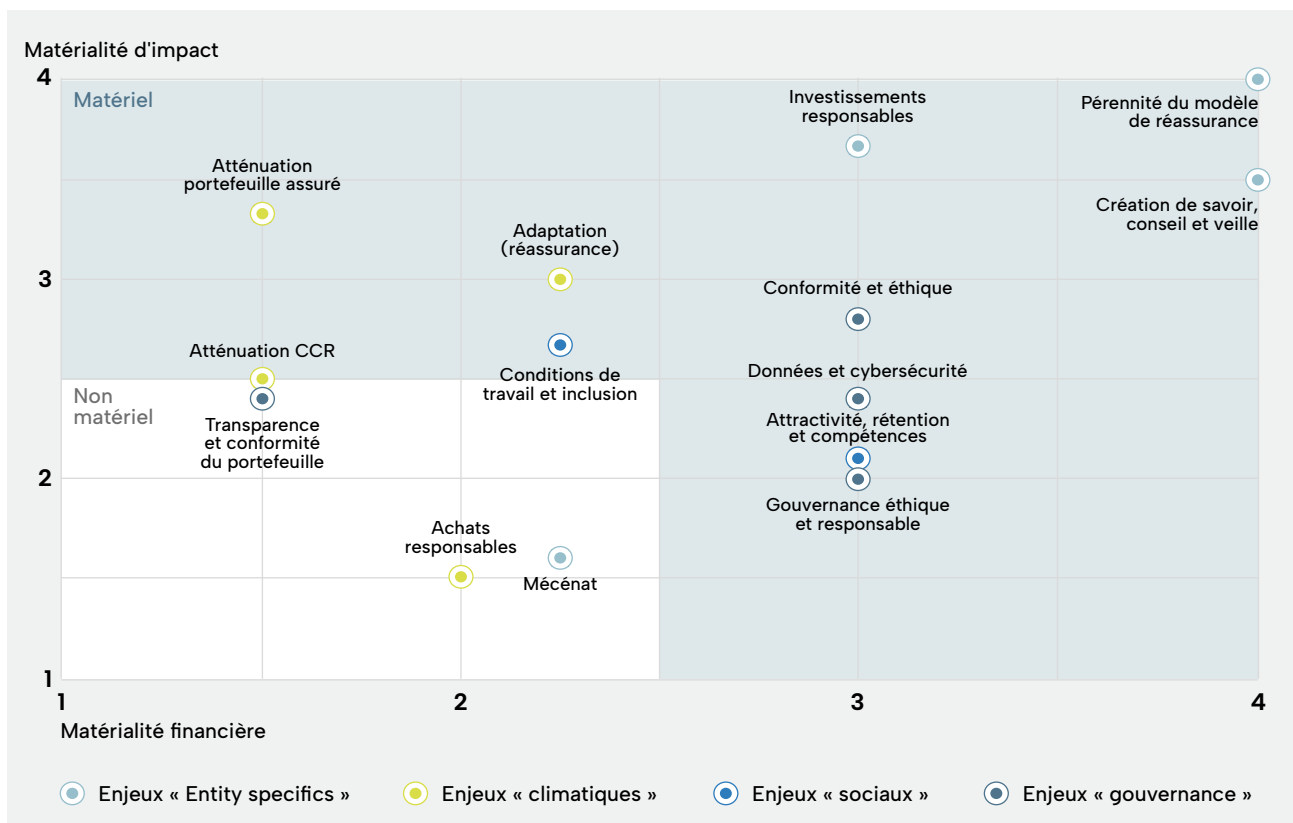 Matérialité d'impact
4
Matériel
Investissements
responsables
Pérennité du modèle
de réassurance
Atténuation
portefeuille assuré
Création de savoir,
conseil et veille
Adaptation
(réassurance)
3
Conformité et éthique
Atténuation CCR
Conditions de
travail et inclusion
Données et cybersécurité
Non
matériel
Transparence
et conformité
du portefeuille
Attractivité, rétention
et compétences
2
Gouvernance éthique
et responsable
Achats
responsables
Mécénat
1
1
2
3
4
Matérialité financière
Enjeux « Entity specifics »
Enjeux « climatiques »
Enjeux « sociaux »
Enjeux « gouvernance »